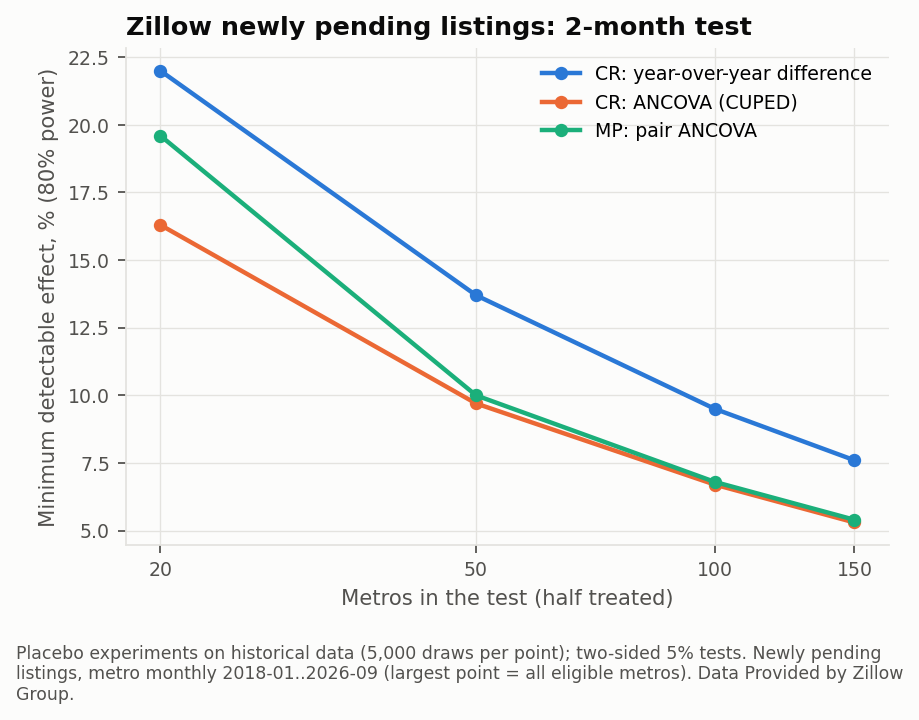 Zillow newly pending listings: 2-month test
CR: year-over-year difference
CR: ANCOVA (CUPED)
MP: pair ANCOVA
Minimum detectable effect, % (80% power)
22.5
20.0
17.5
15.0
12.5
10.0
7.5
5.0
20
50
100
150
Metros in the test (half treated)
Placebo experiments on historical data (5,000 draws per point); two-sided 5% tests. Newly pending
listings, metro monthly 2018-01..2026-09 (largest point = all eligible metros). Data Provided by Zillow
Group.